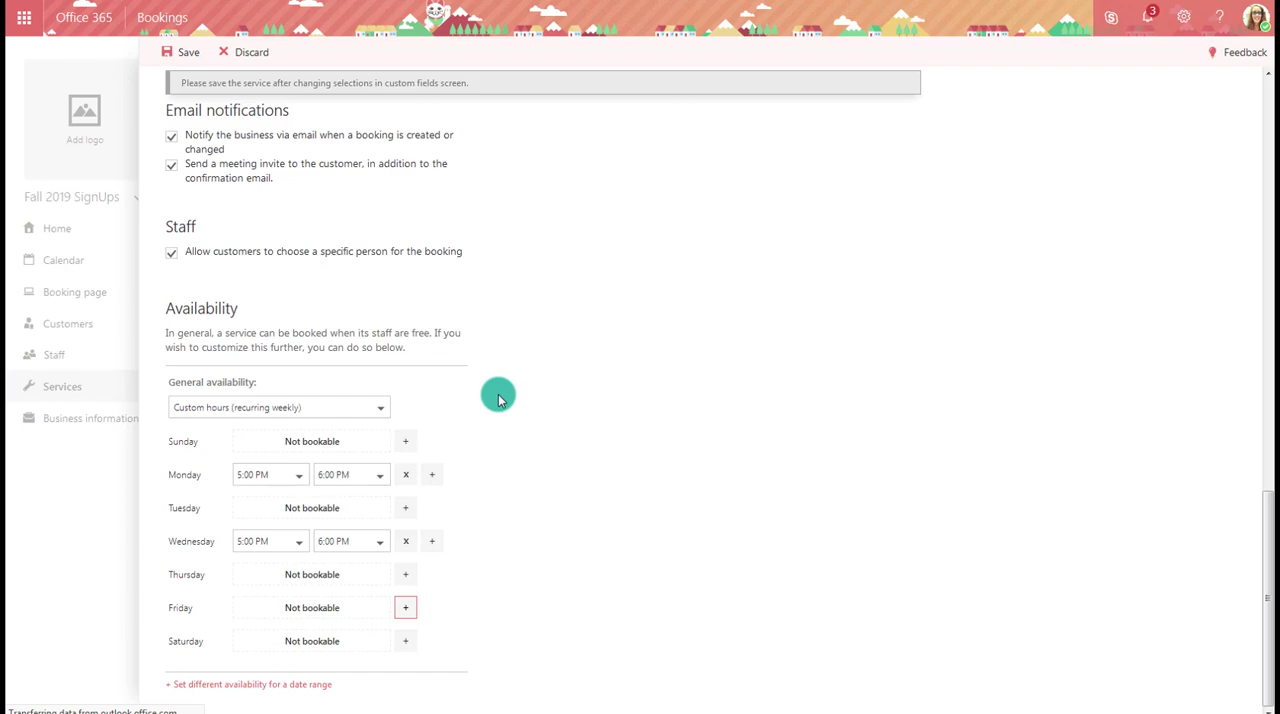 Office 365
Bookings
3
?
Save
Discard
Feedback
Please save the service after changing selections in custom fields screen.
Add logo
Fall 2019 SignUps
Home
Calendar
Booking page
Customers
Staff
Services
Business information
Email notifications
Notify the business via email when a booking is created or
changed
Send a meeting invite to the customer, in addition to the
confirmation email.
Staff
Allow customers to choose a specific person for the booking
Availability
In general, a service can be booked when its staff are free. If you
wish to customize this further, you can do so below.
General availability:
Custom hours (recurring weekly)
Sunday Not bookable +
Monday 5:00 PM 6:00 PM x +
Tuesday Not bookable +
Wednesday 5:00 PM 6:00 PM x +
Thursday Not bookable +
Friday Not bookable +
Saturday Not bookable +
+ Set different availability for a date range
Transferring data from outlook.office.com